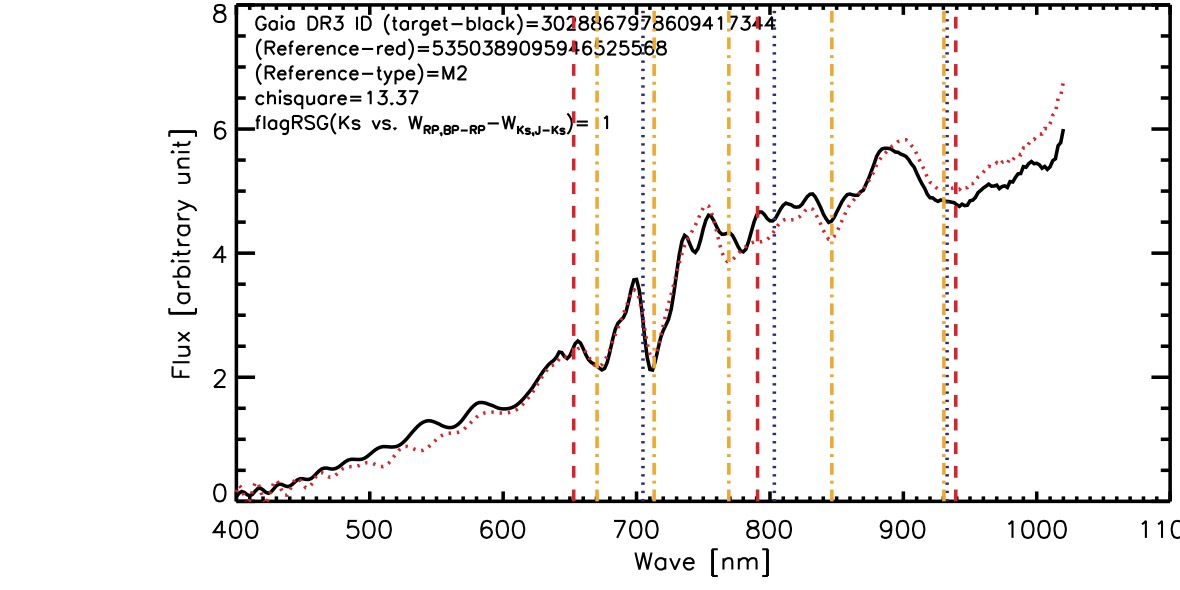 Gaia DR3 ID (target-black)=3028867978609417344
(Reference-red)=5350389095946525568
(Reference-type)=M2
chisquare=13.37
flagRSG(Ks vs. W_RP,BP-RP-W_Ks,J-Ks)= 1
8
6
4
2
0
Flux [arbitrary unit]
400 500 600 700 800 900 1000 110
Wave [nm]